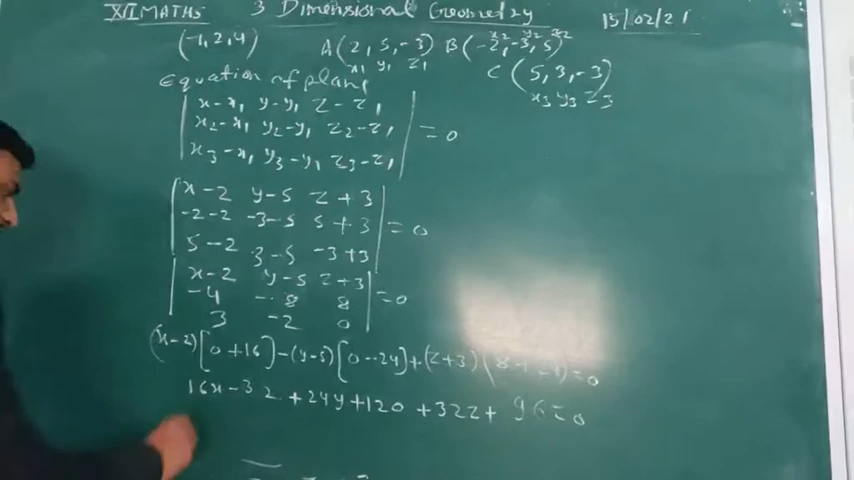 XII MATHS 3 Dimensional Geometry 15/02/21
(-1,2,4) A(2,5,-3) B(-2,-3,5)
x₁ y₁ z₁ x₂ y₂ z₂
C(5,3,-3)
x₃ y₃ z₃
Equation of plane
| x-x₁ y-y₁ z-z₁ |
| x₂-x₁ y₂-y₁ z₂-z₁ | = 0
| x₃-x₁ y₃-y₁ z₃-z₁ |
| x-2 y-5 z+3 |
| -2-2 -3-5 5+3 | = 0
| 5-2 3-5 -3+3 |
| x-2 y-5 z+3 |
| -4 -8 8 | = 0
| 3 -2 0 |
(x-2)[0+16]-(y-5)[0-24]+(z+3)(8+24)=0
16x-32+24y+120+32z+96=0